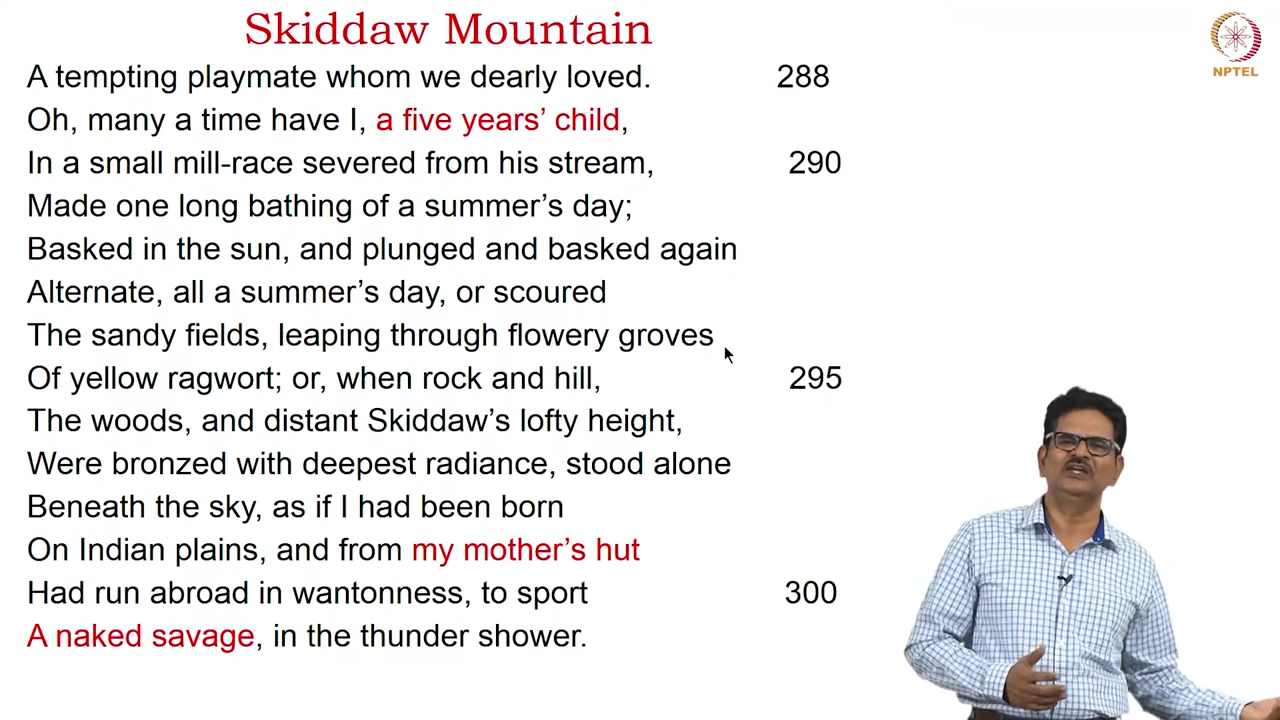 Skiddaw Mountain
NPTEL
A tempting playmate whom we dearly loved. 288
Oh, many a time have I, a five years’ child,
In a small mill-race severed from his stream, 290
Made one long bathing of a summer’s day;
Basked in the sun, and plunged and basked again
Alternate, all a summer’s day, or scoured
The sandy fields, leaping through flowery groves
Of yellow ragwort; or, when rock and hill, 295
The woods, and distant Skiddaw’s lofty height,
Were bronzed with deepest radiance, stood alone
Beneath the sky, as if I had been born
On Indian plains, and from my mother’s hut
Had run abroad in wantonness, to sport 300
A naked savage, in the thunder shower.